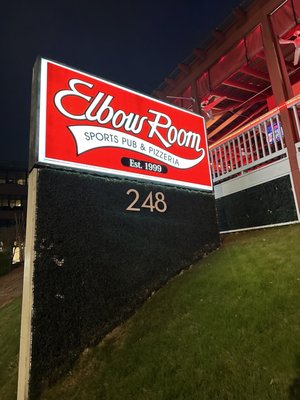 Elbow Room
SPORTS PUB & PIZZERIA
Est. 1999
248